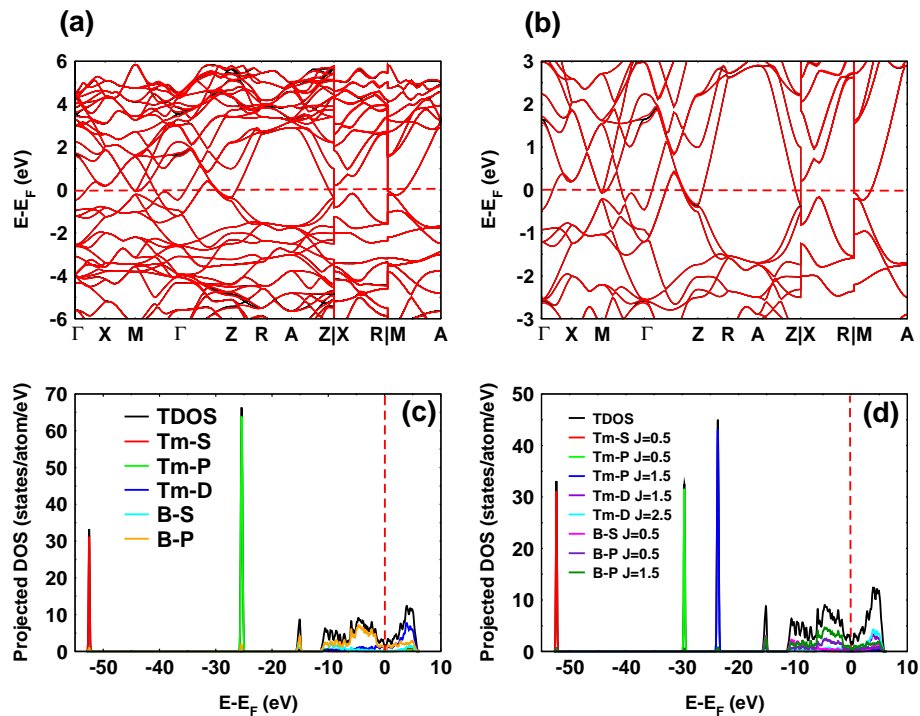 (a)
(b)
6
4
2
0
-2
-4
-6
E-E_F (eV)
Γ X M Γ Z R A Z|X R|M A
3
2
1
0
-1
-2
-3
E-E_F (eV)
Γ X M Γ Z R A Z|X R|M A
(c)
70
60
50
40
30
20
10
0
Projected DOS (states/atom/eV)
TDOS
Tm-S
Tm-P
Tm-D
B-S
B-P
-50 -40 -30 -20 -10 0 10
E-E_F (eV)
(d)
50
40
30
20
10
0
Projected DOS (states/atom/eV)
TDOS
Tm-S J=0.5
Tm-P J=0.5
Tm-P J=1.5
Tm-D J=1.5
Tm-D J=2.5
B-S J=0.5
B-P J=0.5
B-P J=1.5
-50 -40 -30 -20 -10 0 10
E-E_F (eV)